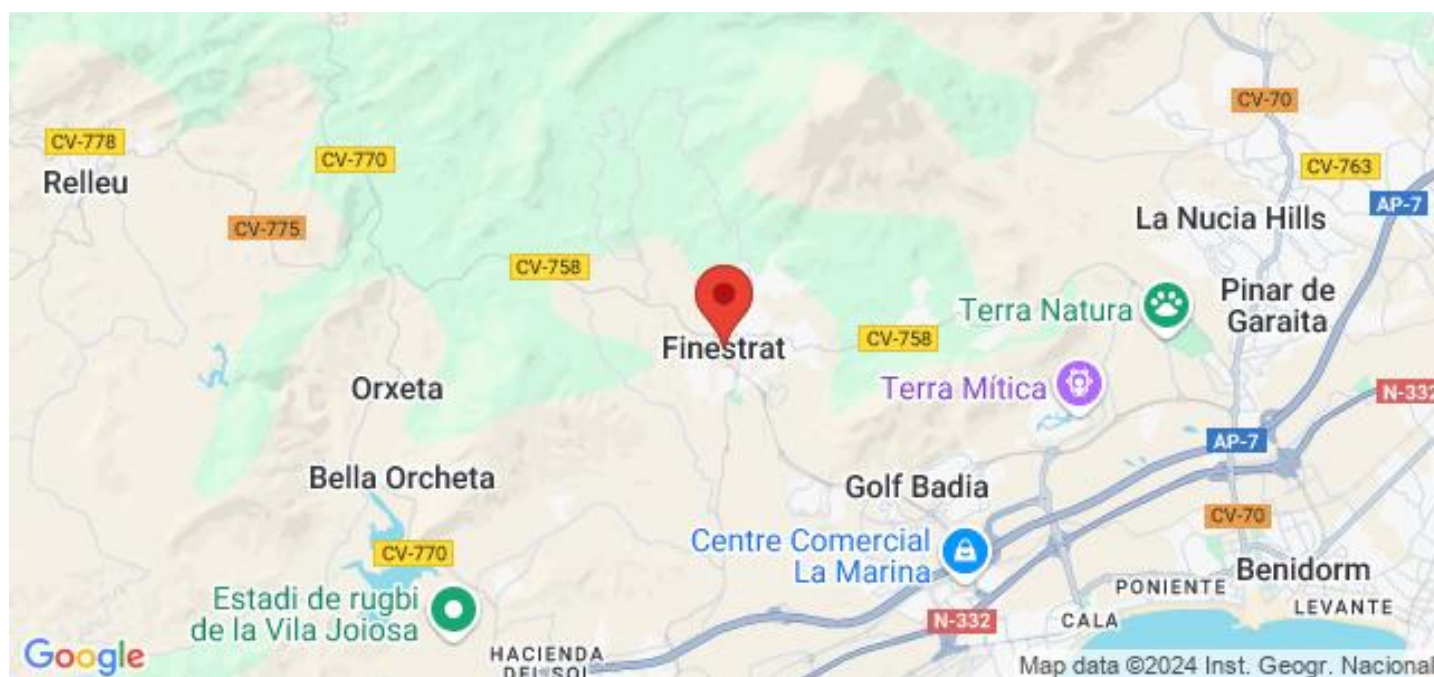 CV-70
CV-778
CV-770
CV-763
Relleu
AP-7
La Nucia Hills
CV-775
CV-758
Terra Natura
Pinar de
Garaita
Finestrat
CV-758
Orxeta
Terra Mítica
N-332
AP-7
Bella Orcheta
Golf Badia
CV-70
Centre Comercial
La Marina
CV-770
Benidorm
PONIENTE
LEVANTE
Estadi de rugbi
de la Vila Joiosa
N-332
CALA
HACIENDA
DEL SOL
Google
Map data ©2024 Inst. Geogr. Nacional